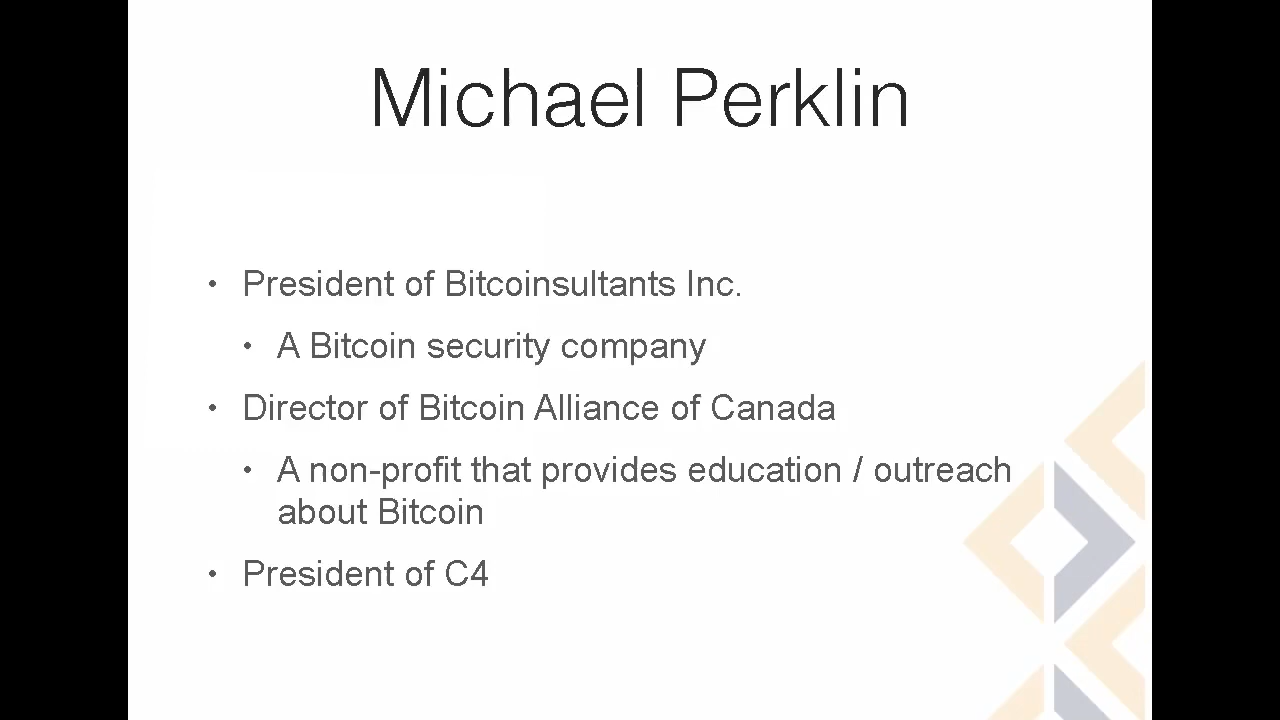 Michael Perklin
• President of Bitcoinsultants Inc.
• A Bitcoin security company
• Director of Bitcoin Alliance of Canada
• A non-profit that provides education / outreach
about Bitcoin
• President of C4